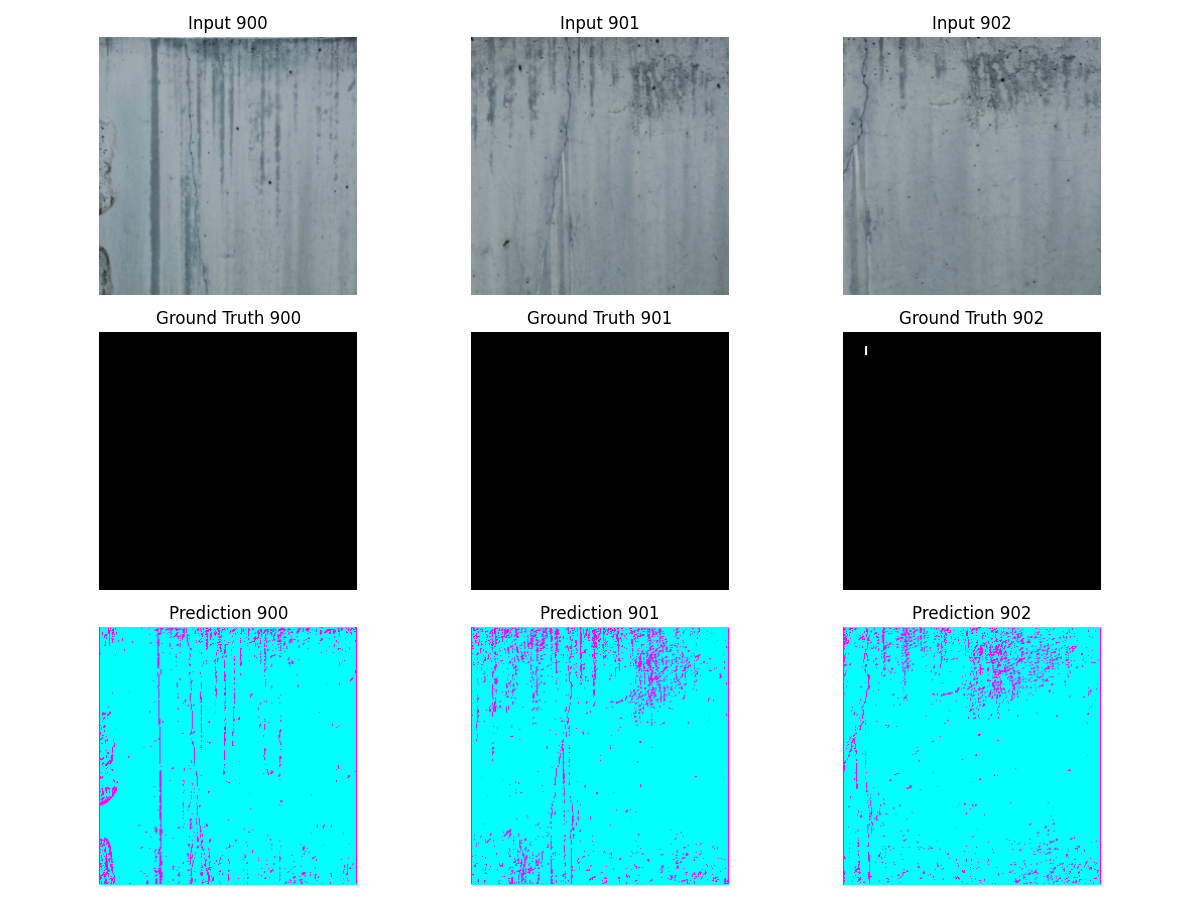 Input 900
Input 901
Input 902
Ground Truth 900
Ground Truth 901
Ground Truth 902
Prediction 900
Prediction 901
Prediction 902